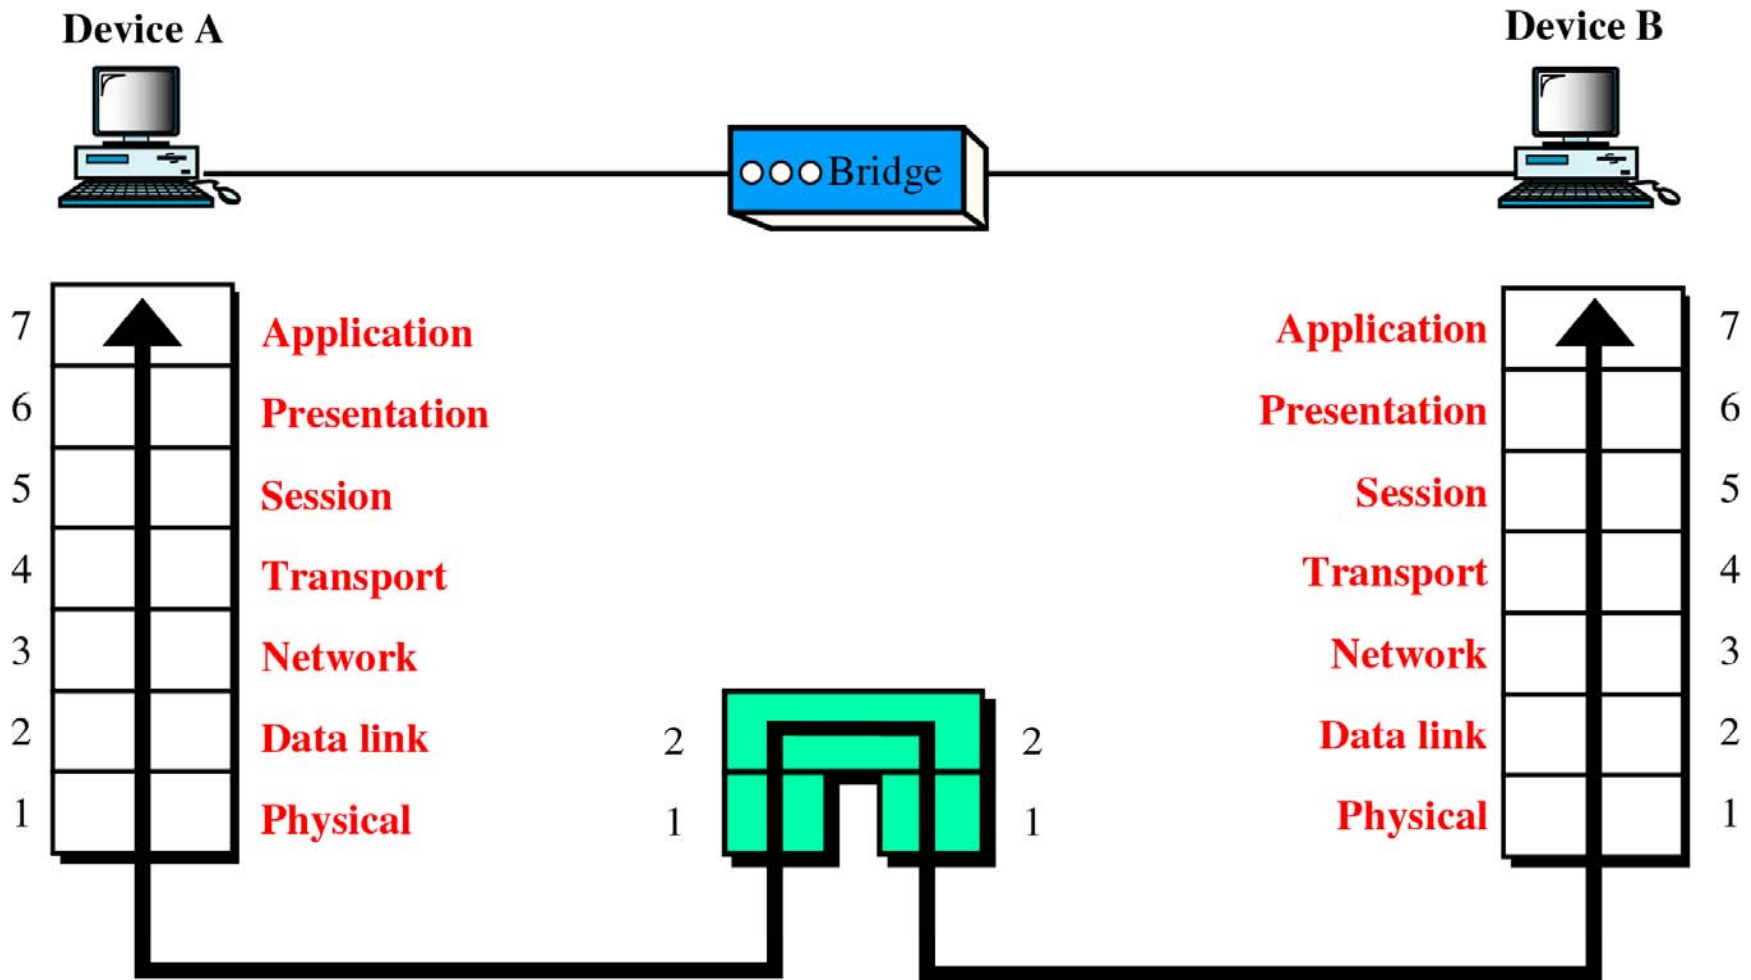 Device A
Device B
Bridge
7 Application
Application 7
6 Presentation
Presentation 6
5 Session
Session 5
4 Transport
Transport 4
3 Network
Network 3
2 Data link
2 2
Data link 2
1 Physical
1 1
Physical 1